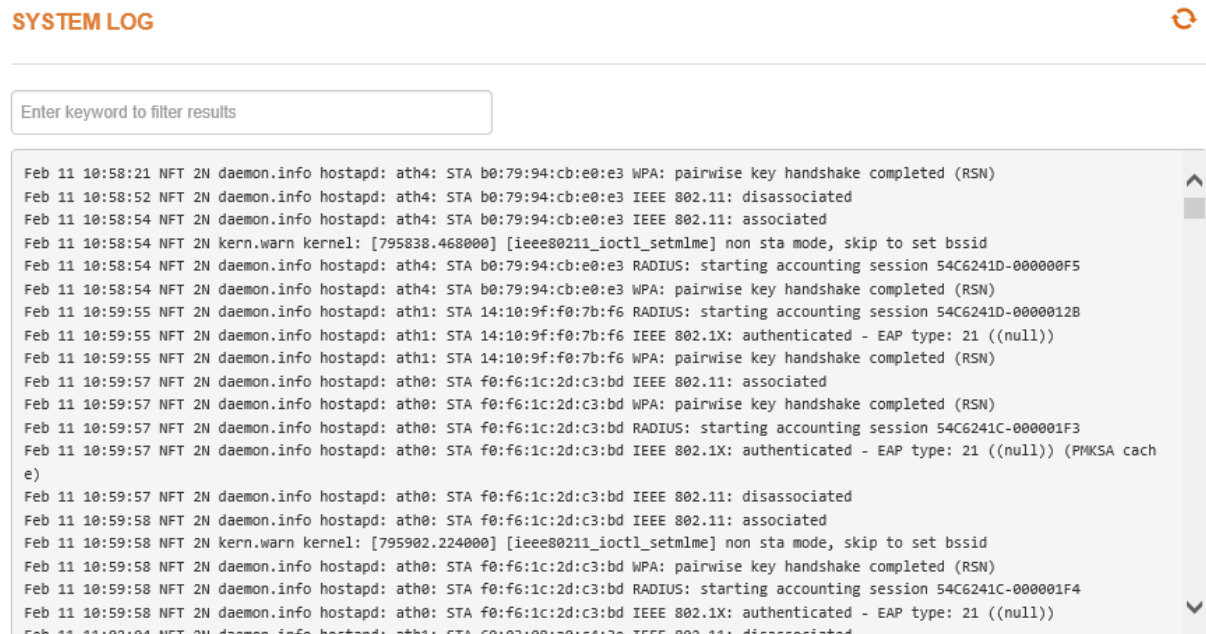 SYSTEM LOG
Enter keyword to filter results
Feb 11 10:58:21 NFT 2N daemon.info hostapd: ath4: STA b0:79:94:cb:e0:e3 WPA: pairwise key handshake completed (RSN)
Feb 11 10:58:52 NFT 2N daemon.info hostapd: ath4: STA b0:79:94:cb:e0:e3 IEEE 802.11: disassociated
Feb 11 10:58:54 NFT 2N daemon.info hostapd: ath4: STA b0:79:94:cb:e0:e3 IEEE 802.11: associated
Feb 11 10:58:54 NFT 2N kern.warn kernel: [795838.468000] [ieee80211_ioctl_setmlme] non sta mode, skip to set bssid
Feb 11 10:58:54 NFT 2N daemon.info hostapd: ath4: STA b0:79:94:cb:e0:e3 RADIUS: starting accounting session 54C6241D-000000F5
Feb 11 10:58:54 NFT 2N daemon.info hostapd: ath4: STA b0:79:94:cb:e0:e3 WPA: pairwise key handshake completed (RSN)
Feb 11 10:59:55 NFT 2N daemon.info hostapd: ath1: STA 14:10:9f:f0:7b:f6 RADIUS: starting accounting session 54C6241D-0000012B
Feb 11 10:59:55 NFT 2N daemon.info hostapd: ath1: STA 14:10:9f:f0:7b:f6 IEEE 802.1X: authenticated - EAP type: 21 ((null))
Feb 11 10:59:55 NFT 2N daemon.info hostapd: ath1: STA 14:10:9f:f0:7b:f6 WPA: pairwise key handshake completed (RSN)
Feb 11 10:59:57 NFT 2N daemon.info hostapd: ath0: STA f0:f6:1c:2d:c3:bd IEEE 802.11: associated
Feb 11 10:59:57 NFT 2N daemon.info hostapd: ath0: STA f0:f6:1c:2d:c3:bd WPA: pairwise key handshake completed (RSN)
Feb 11 10:59:57 NFT 2N daemon.info hostapd: ath0: STA f0:f6:1c:2d:c3:bd RADIUS: starting accounting session 54C6241C-000001F3
Feb 11 10:59:57 NFT 2N daemon.info hostapd: ath0: STA f0:f6:1c:2d:c3:bd IEEE 802.1X: authenticated - EAP type: 21 ((null)) (PMKSA cach
e)
Feb 11 10:59:57 NFT 2N daemon.info hostapd: ath0: STA f0:f6:1c:2d:c3:bd IEEE 802.11: disassociated
Feb 11 10:59:58 NFT 2N daemon.info hostapd: ath0: STA f0:f6:1c:2d:c3:bd IEEE 802.11: associated
Feb 11 10:59:58 NFT 2N kern.warn kernel: [795902.224000] [ieee80211_ioctl_setmlme] non sta mode, skip to set bssid
Feb 11 10:59:58 NFT 2N daemon.info hostapd: ath0: STA f0:f6:1c:2d:c3:bd WPA: pairwise key handshake completed (RSN)
Feb 11 10:59:58 NFT 2N daemon.info hostapd: ath0: STA f0:f6:1c:2d:c3:bd RADIUS: starting accounting session 54C6241C-000001F4
Feb 11 10:59:58 NFT 2N daemon.info hostapd: ath0: STA f0:f6:1c:2d:c3:bd IEEE 802.1X: authenticated - EAP type: 21 ((null))